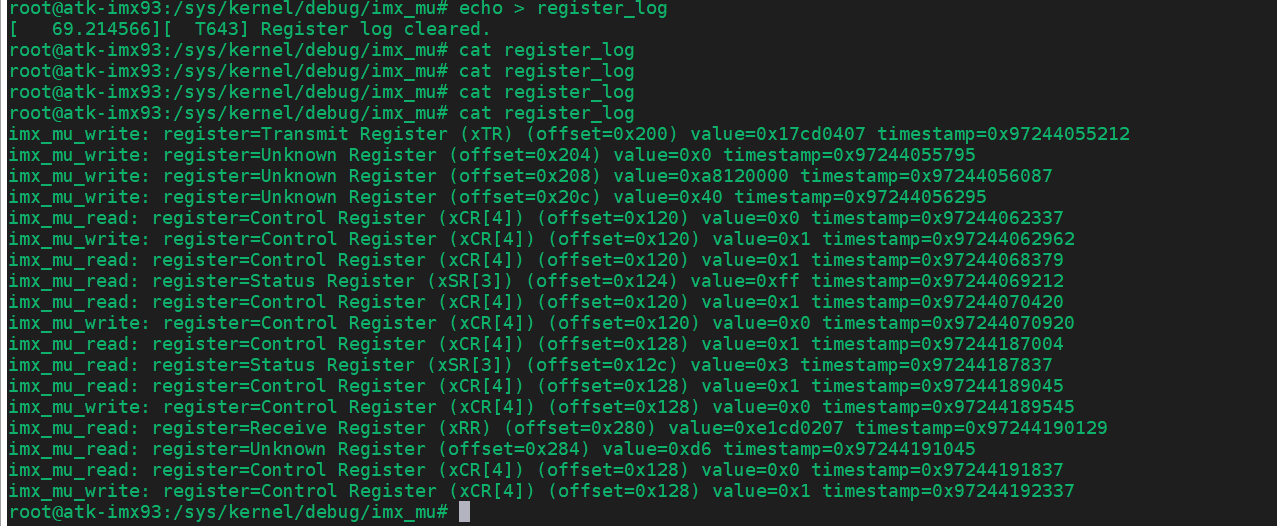 root@atk-imx93:/sys/kernel/debug/imx_mu# echo > register_log
[   69.214566][  T643] Register log cleared.
root@atk-imx93:/sys/kernel/debug/imx_mu# cat register_log
root@atk-imx93:/sys/kernel/debug/imx_mu# cat register_log
root@atk-imx93:/sys/kernel/debug/imx_mu# cat register_log
root@atk-imx93:/sys/kernel/debug/imx_mu# cat register_log
imx_mu_write: register=Transmit Register (xTR) (offset=0x200) value=0x17cd0407 timestamp=0x97244055212
imx_mu_write: register=Unknown Register (offset=0x204) value=0x0 timestamp=0x97244055795
imx_mu_write: register=Unknown Register (offset=0x208) value=0xa8120000 timestamp=0x97244056087
imx_mu_write: register=Unknown Register (offset=0x20c) value=0x40 timestamp=0x97244056295
imx_mu_read: register=Control Register (xCR[4]) (offset=0x120) value=0x0 timestamp=0x97244062337
imx_mu_write: register=Control Register (xCR[4]) (offset=0x120) value=0x1 timestamp=0x97244062962
imx_mu_read: register=Control Register (xCR[4]) (offset=0x120) value=0x1 timestamp=0x97244068379
imx_mu_read: register=Status Register (xSR[3]) (offset=0x124) value=0xff timestamp=0x97244069212
imx_mu_read: register=Control Register (xCR[4]) (offset=0x120) value=0x1 timestamp=0x97244070420
imx_mu_write: register=Control Register (xCR[4]) (offset=0x120) value=0x0 timestamp=0x97244070920
imx_mu_read: register=Control Register (xCR[4]) (offset=0x128) value=0x1 timestamp=0x97244187004
imx_mu_read: register=Status Register (xSR[3]) (offset=0x12c) value=0x3 timestamp=0x97244187837
imx_mu_read: register=Control Register (xCR[4]) (offset=0x128) value=0x1 timestamp=0x97244189045
imx_mu_write: register=Control Register (xCR[4]) (offset=0x128) value=0x0 timestamp=0x97244189545
imx_mu_read: register=Receive Register (xRR) (offset=0x280) value=0xe1cd0207 timestamp=0x97244190129
imx_mu_read: register=Unknown Register (offset=0x284) value=0xd6 timestamp=0x97244191045
imx_mu_read: register=Control Register (xCR[4]) (offset=0x128) value=0x0 timestamp=0x97244191837
imx_mu_write: register=Control Register (xCR[4]) (offset=0x128) value=0x1 timestamp=0x97244192337
root@atk-imx93:/sys/kernel/debug/imx_mu#